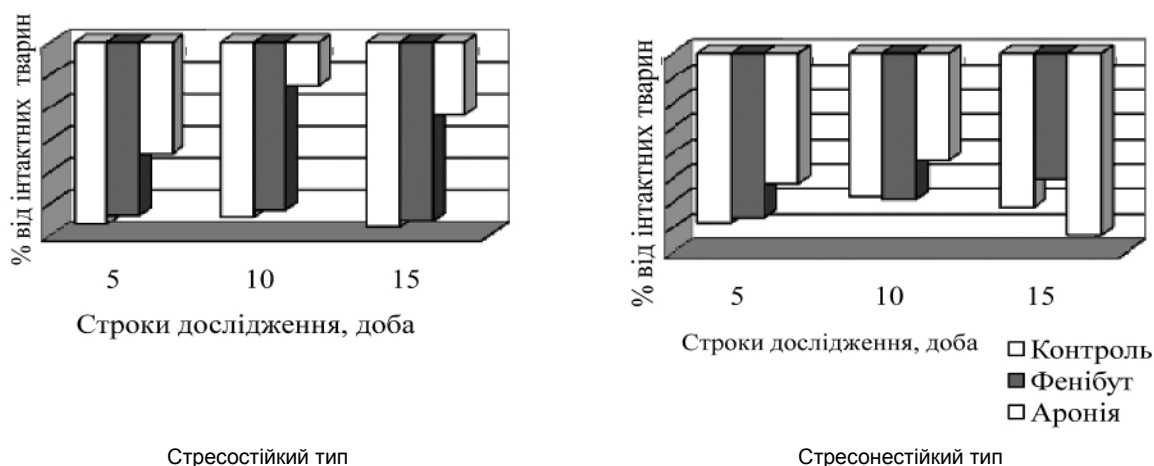 % від інтактних тварин
5 10 15
Строки дослідження, доба
Стресостійкий тип
% від інтактних тварин
5 10 15
Строки дослідження, доба
Контроль
Фенібут
Аронія
Стресонестійкий тип